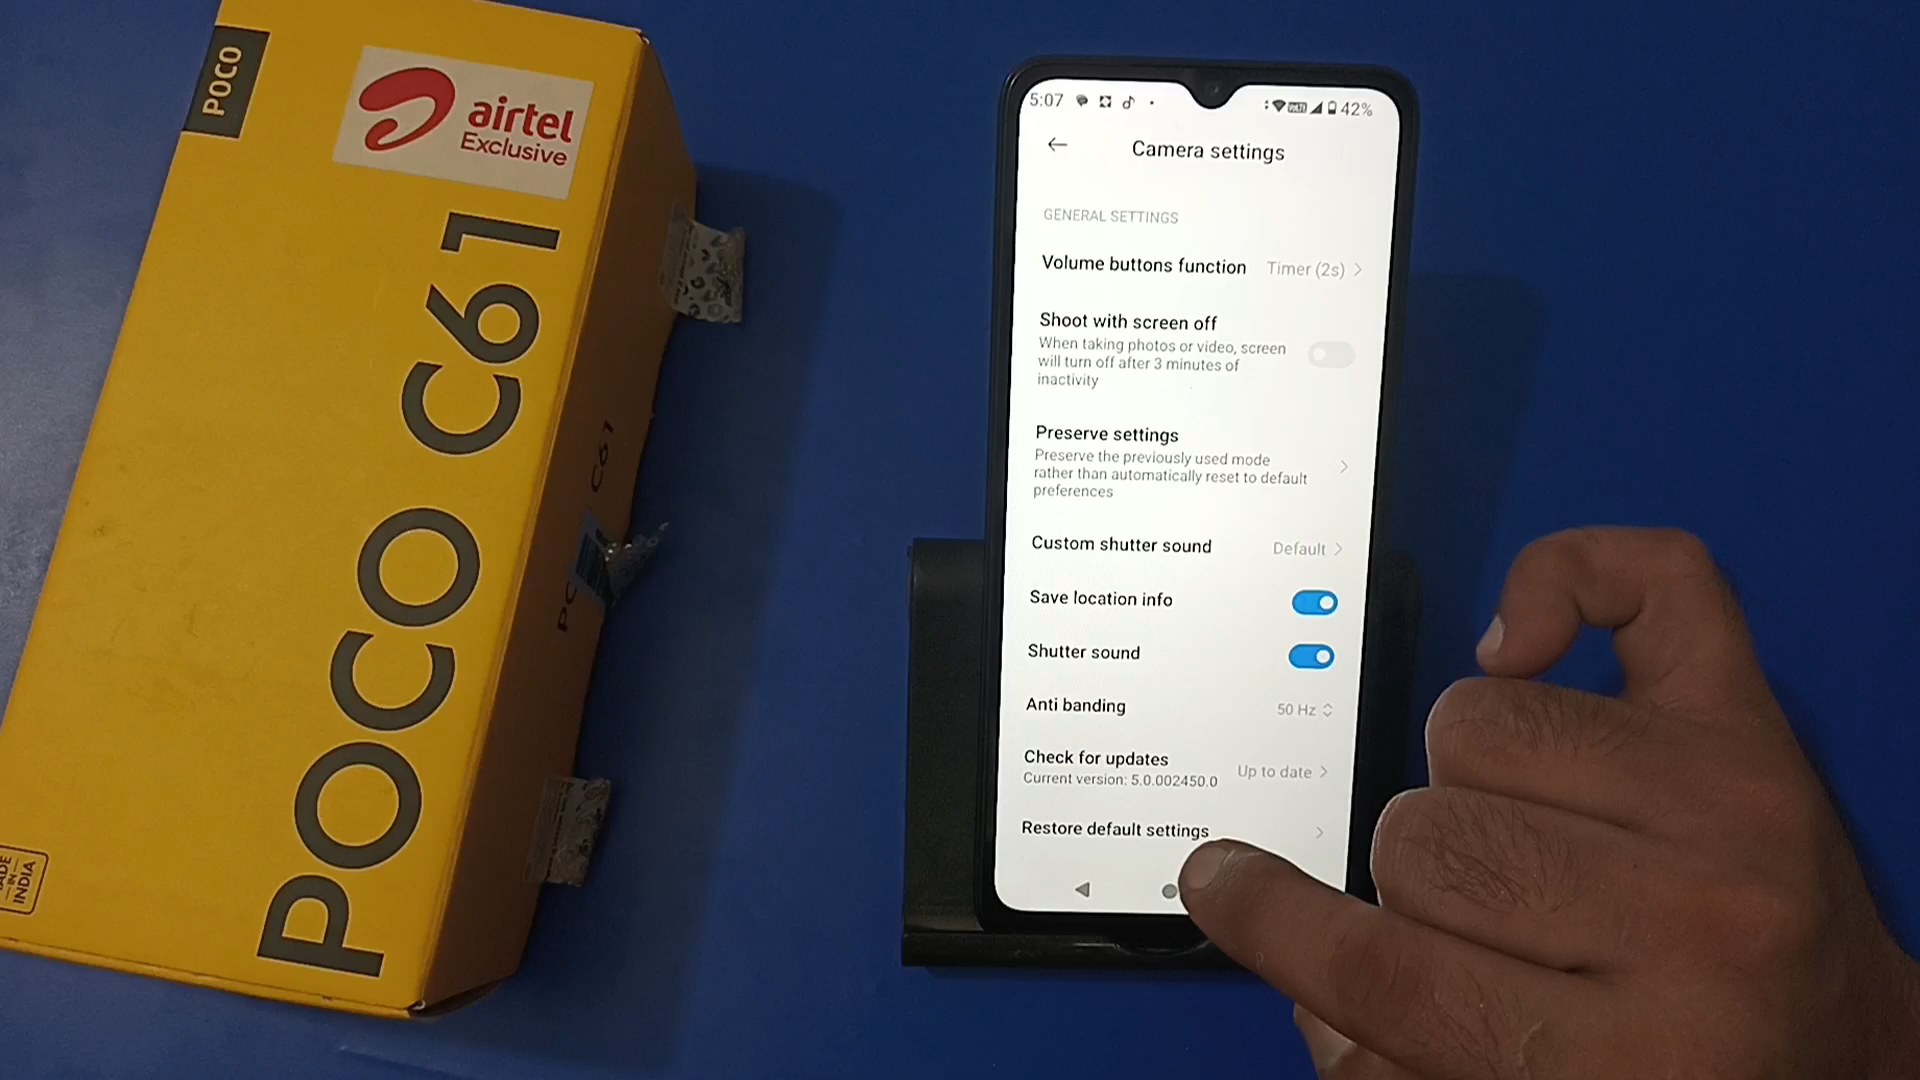 POCO
airtel
Exclusive
POCO C61
C61
MADE
IN
INDIA
5:07
42%
Camera settings
GENERAL SETTINGS
Volume buttons function Timer (2s)
Shoot with screen off
When taking photos or video, screen
will turn off after 3 minutes of
inactivity
Preserve settings
Preserve the previously used mode
rather than automatically reset to default
preferences
Custom shutter sound Default
Save location info
Shutter sound
Anti banding 50 Hz
Check for updates
Current version: 5.0.002450.0 Up to date
Restore default settings